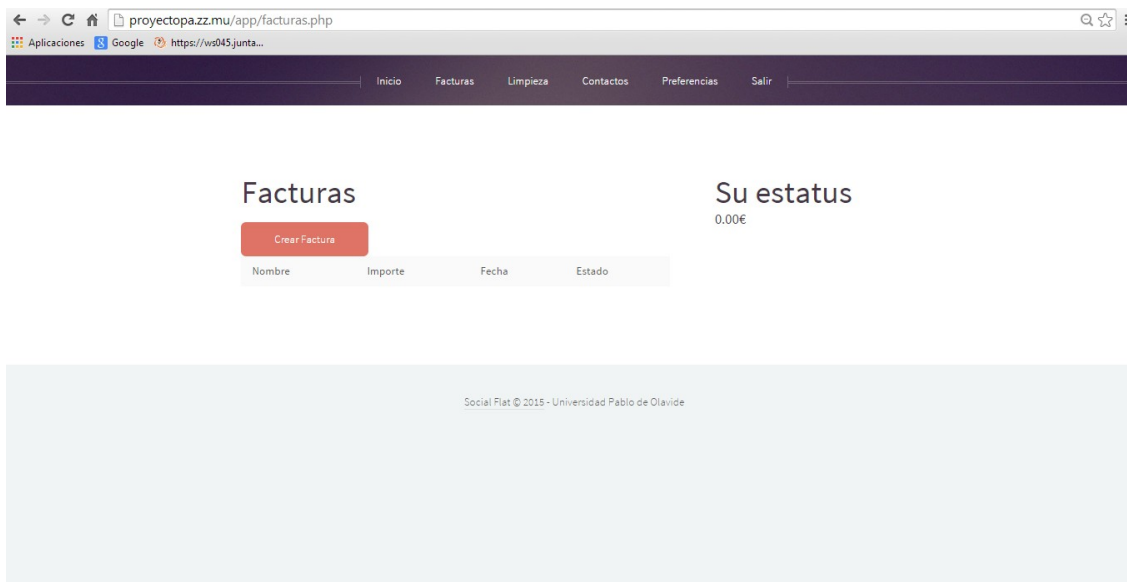 proyectopa.zz.mu/app/facturas.php
Aplicaciones Google https://ws045.junta...
Inicio Facturas Limpieza Contactos Preferencias Salir
Facturas
Crear Factura
Nombre Importe Fecha Estado
Su estatus
0.00€
Social Flat © 2015 - Universidad Pablo de Olavide